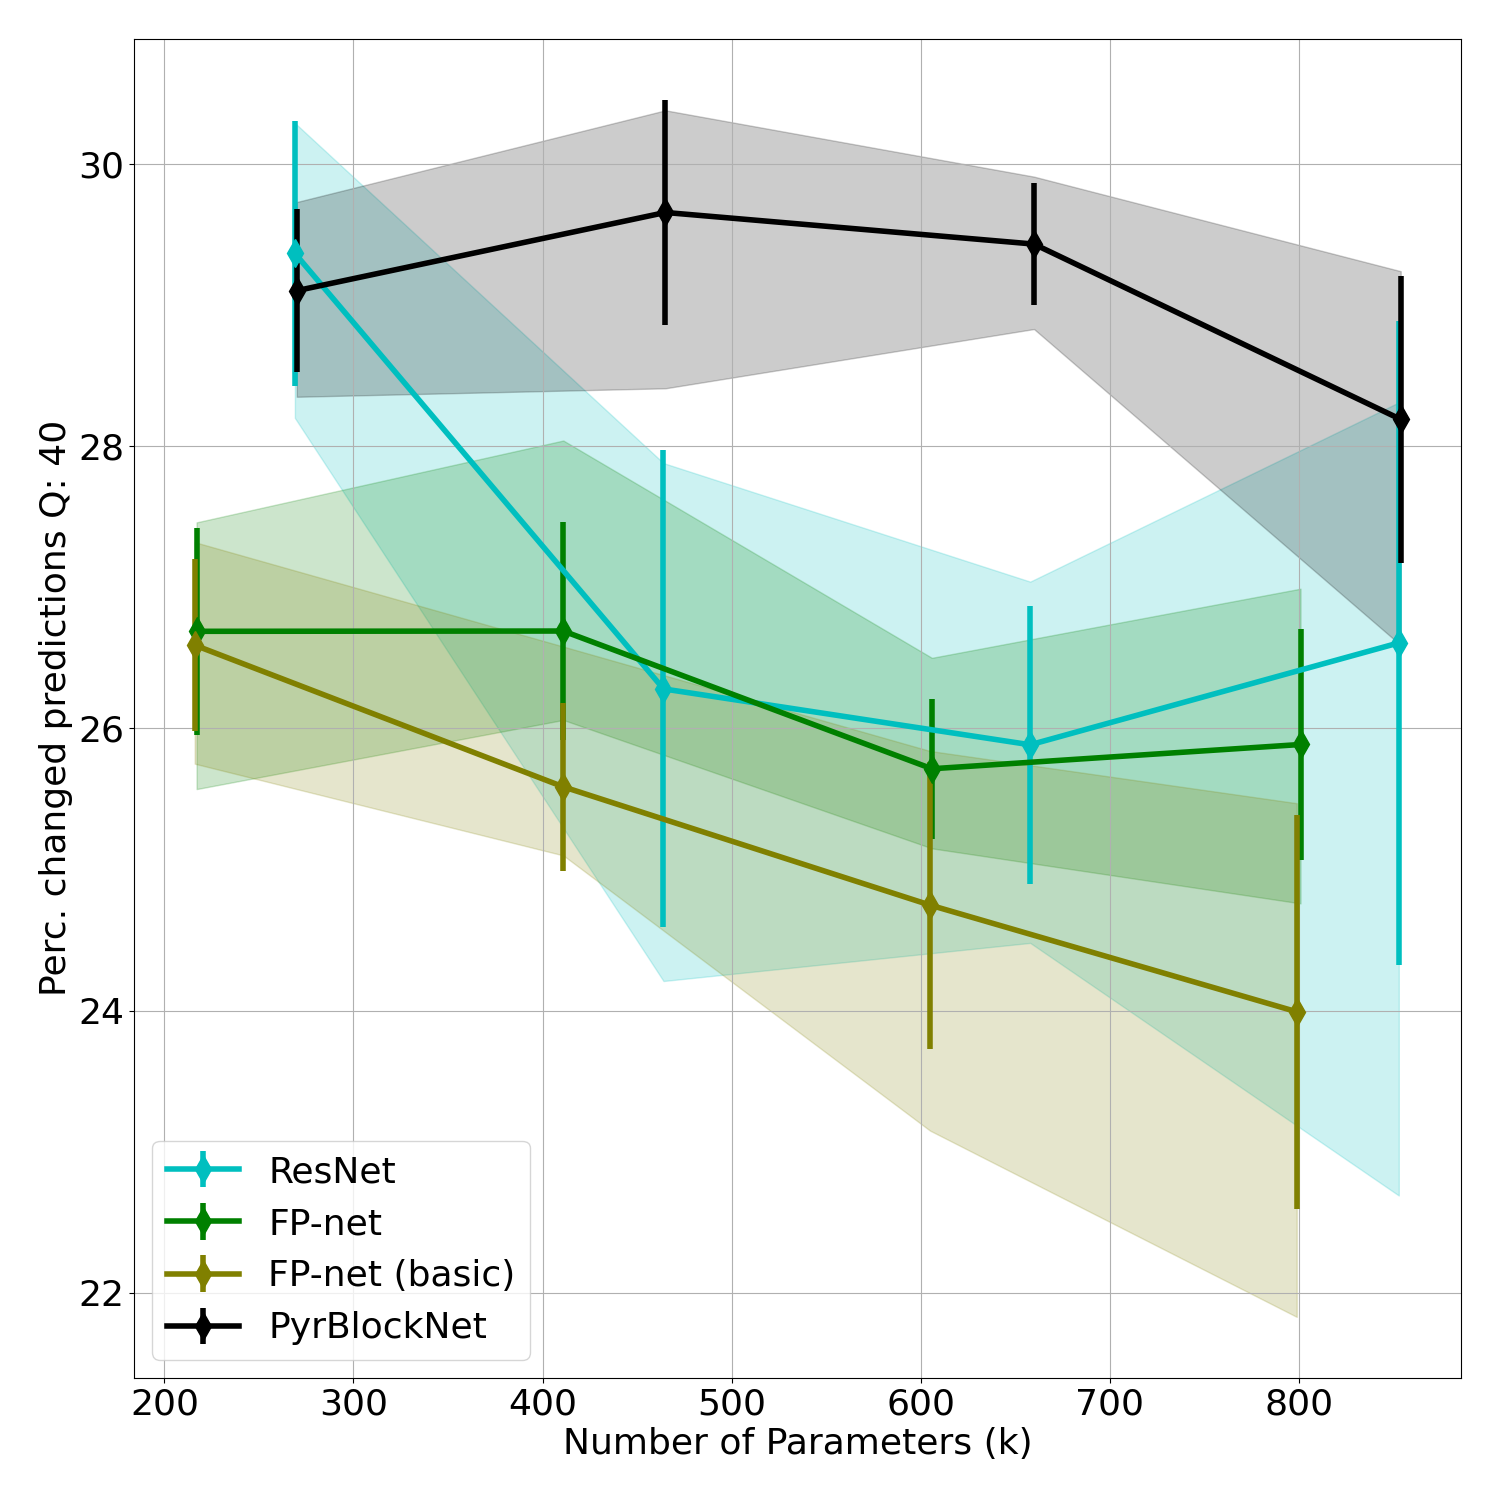 30
28
26
24
22
Perc. changed predictions Q: 40
ResNet
FP-net
FP-net (basic)
PyrBlockNet
200 300 400 500 600 700 800
Number of Parameters (k)